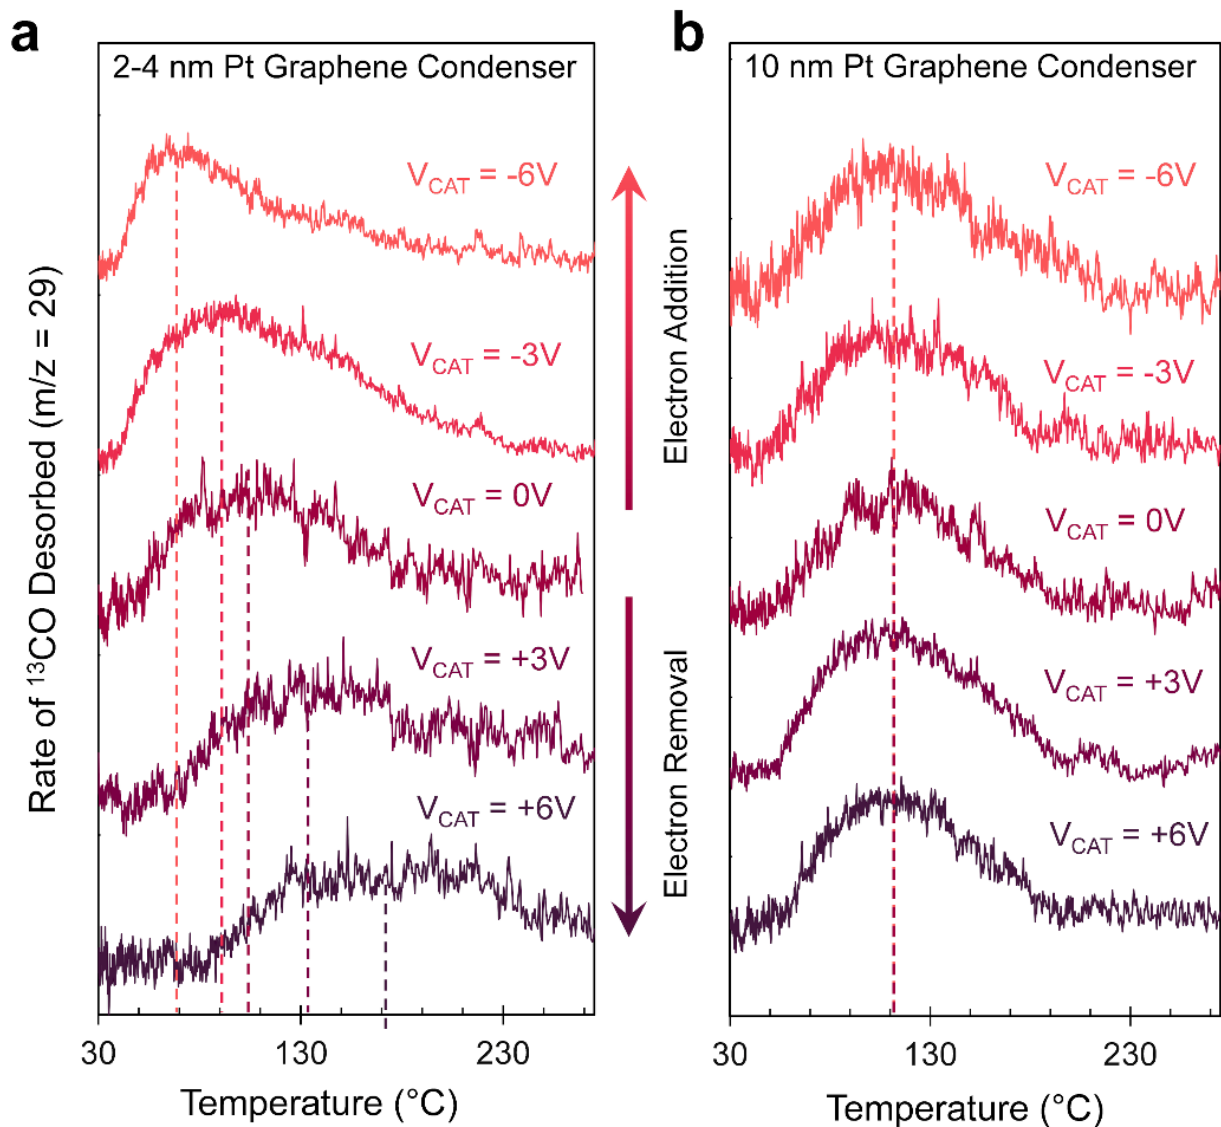 a
2-4 nm Pt Graphene Condenser
V_CAT = -6V
V_CAT = -3V
V_CAT = 0V
V_CAT = +3V
V_CAT = +6V
Rate of ¹³CO Desorbed (m/z = 29)
30 130 230
Temperature (°C)
Electron Addition
Electron Removal
b
10 nm Pt Graphene Condenser
V_CAT = -6V
V_CAT = -3V
V_CAT = 0V
V_CAT = +3V
V_CAT = +6V
30 130 230
Temperature (°C)